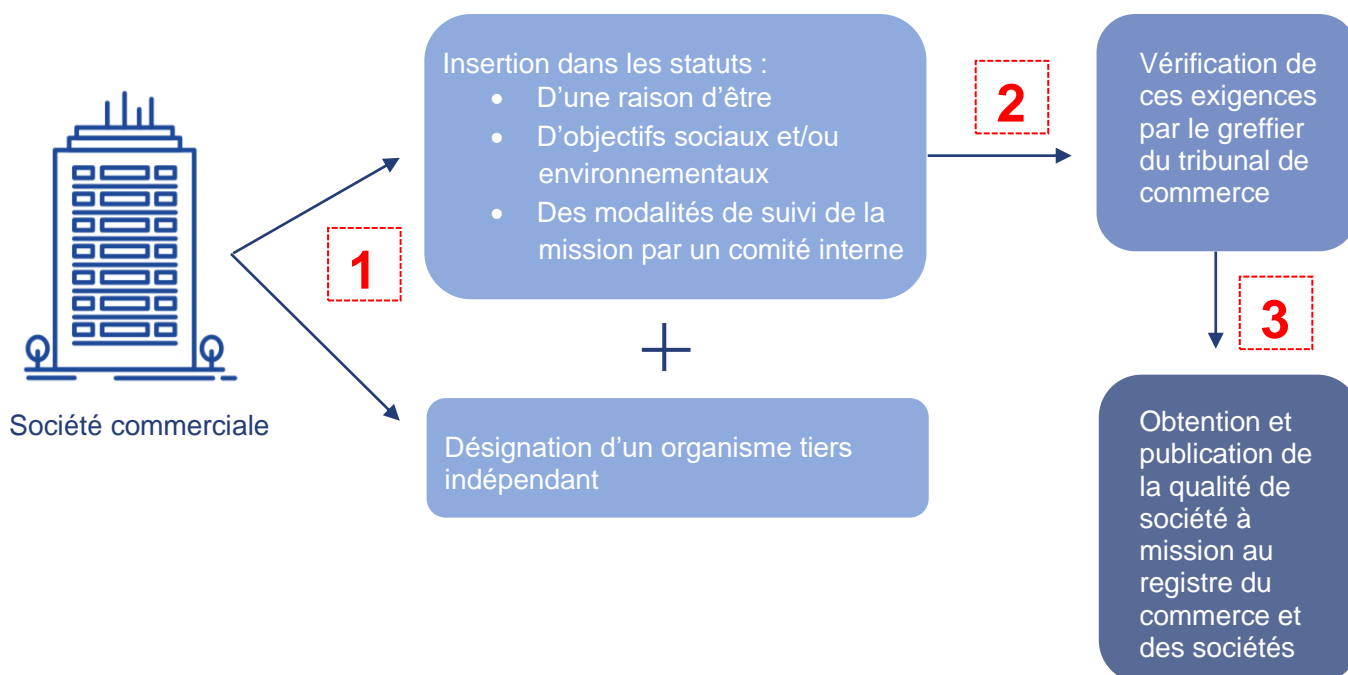 Société commerciale
1
Insertion dans les statuts :
• D’une raison d’être
• D’objectifs sociaux et/ou
environnementaux
• Des modalités de suivi de la
mission par un comité interne
+
Désignation d’un organisme tiers
indépendant
2
Vérification de
ces exigences
par le greffier
du tribunal de
commerce
3
Obtention et
publication de
la qualité de
société à
mission au
registre du
commerce et
des sociétés